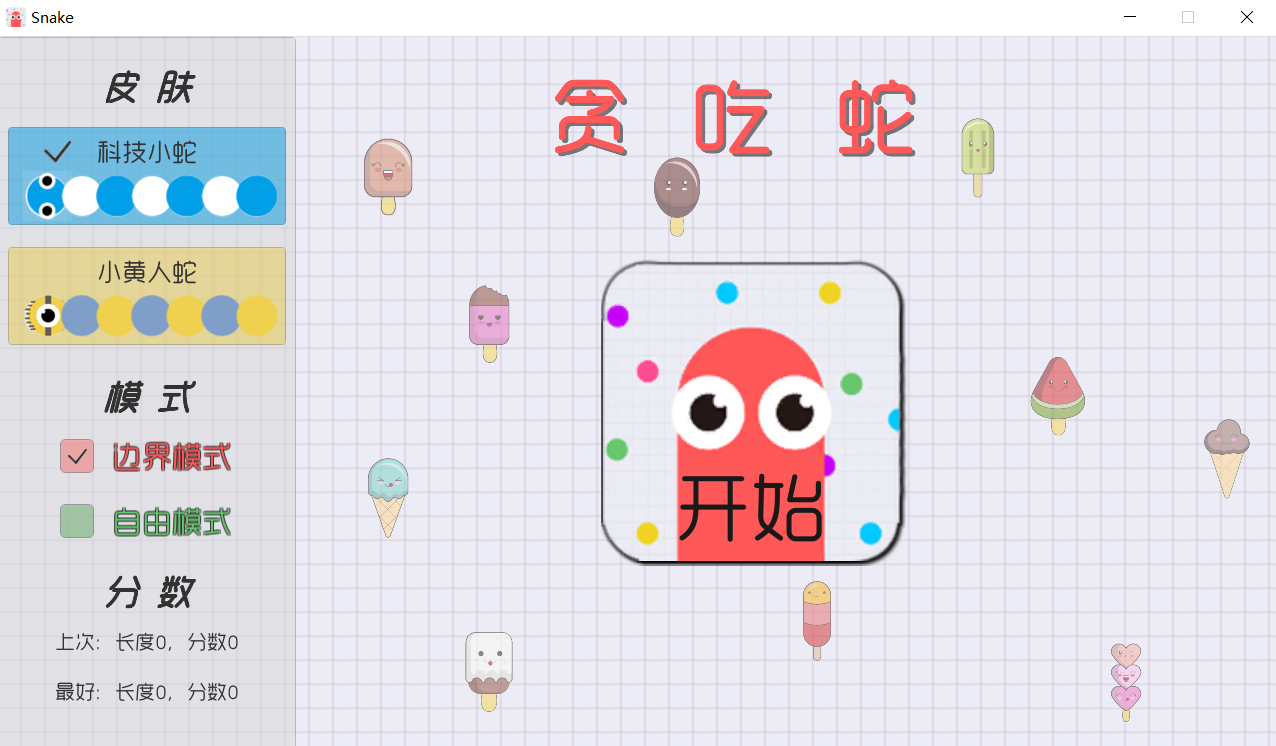 Snake
皮 肤
科技小蛇
小黄人蛇
模 式
边界模式
自由模式
分 数
上次: 长度0, 分数0
最好: 长度0, 分数0
贪 吃 蛇
开始